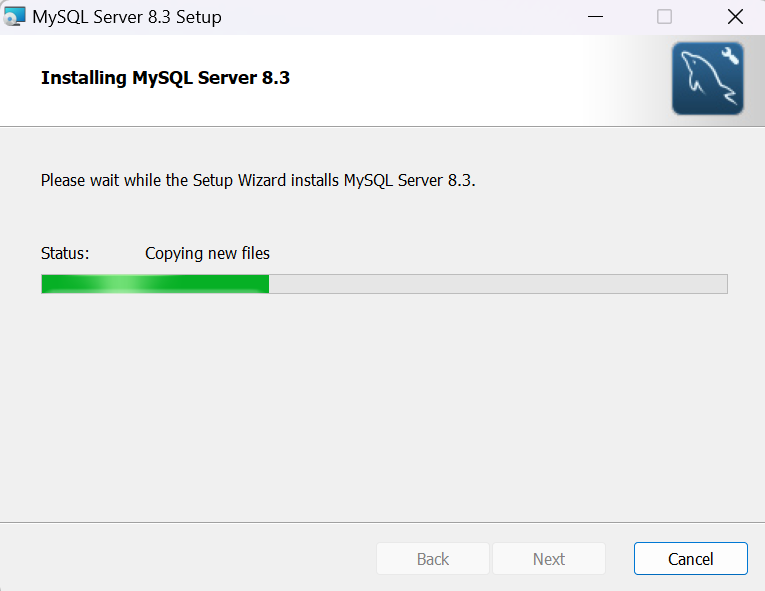 MySQL Server 8.3 Setup
Installing MySQL Server 8.3
Please wait while the Setup Wizard installs MySQL Server 8.3.
Status: Copying new files
Back Next Cancel